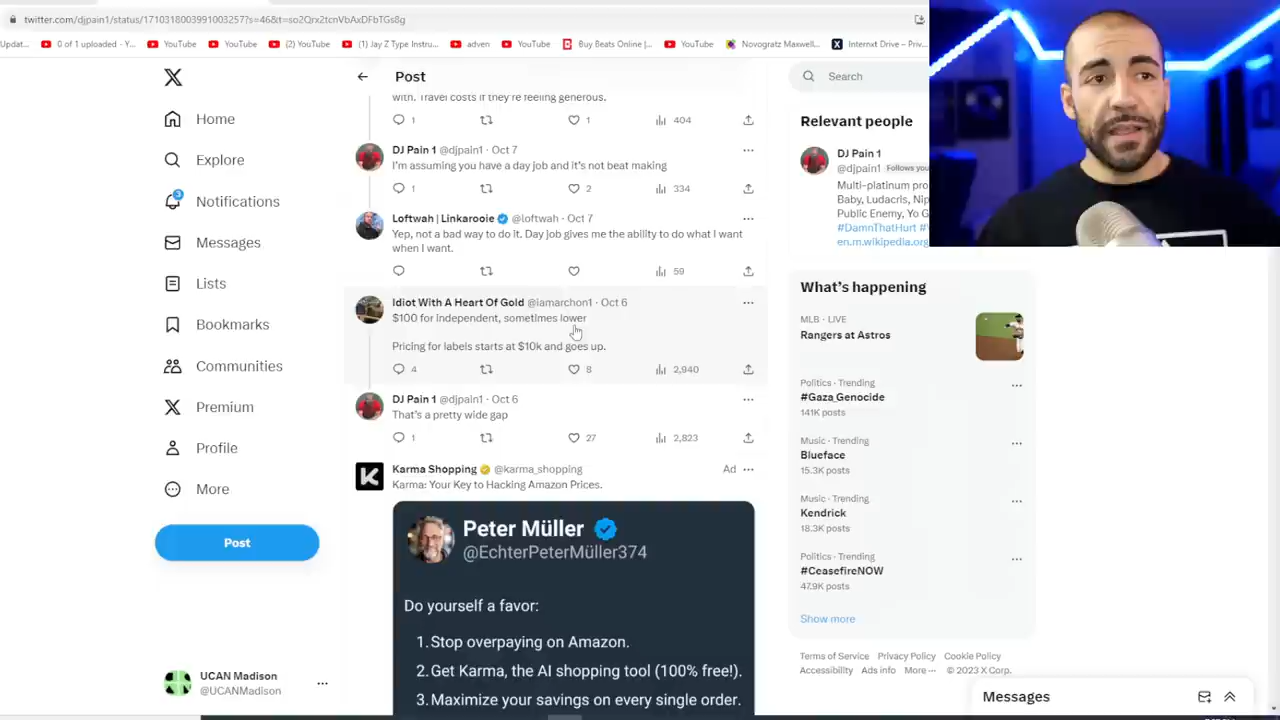 twitter.com/djpain1/status/1710318003991003257?s=46&t=so2Qrx2tcnVbAxDFbTGs8g
Updat...
0 of 1 uploaded - Y...
YouTube
YouTube
(2) YouTube
(1) Jay Z Type Instru...
adven
YouTube
Buy Beats Online |...
YouTube
Novogratz Maxwel...
Internxt Drive – Priv...
Home
Explore
3
Notifications
Messages
Lists
Bookmarks
Communities
Premium
Profile
More
Post
UCAN Madison
@UCANMadison
Post
with. Travel costs if they're feeling generous.
1 1 404
DJ Pain 1 @djpain1 · Oct 7
I'm assuming you have a day job and it's not beat making
1 2 334
Loftwah | Linkarooie @loftwah · Oct 7
Yep, not a bad way to do it. Day job gives me the ability to do what I want
when I want.
59
Idiot With A Heart Of Gold @iamarchon1 · Oct 6
$100 for independent, sometimes lower
Pricing for labels starts at $10k and goes up.
4 8 2,940
DJ Pain 1 @djpain1 · Oct 6
That's a pretty wide gap
1 27 2,823
Karma Shopping @karma_shopping Ad
Karma: Your Key to Hacking Amazon Prices.
Peter Müller
@EchterPeterMüller374
Do yourself a favor:
1. Stop overpaying on Amazon.
2. Get Karma, the AI shopping tool (100% free!).
3. Maximize your savings on every single order.
Search
Relevant people
DJ Pain 1
@djpain1 Follows you
Multi-platinum pro
Baby, Ludacris, Nip
Public Enemy, Yo G
#DamnThatHurt
en.m.wikipedia.org
What's happening
MLB · LIVE
Rangers at Astros
Politics · Trending
#Gaza_Genocide
141K posts
Music · Trending
Blueface
15.3K posts
Music · Trending
Kendrick
18.3K posts
Politics · Trending
#CeasefireNOW
47.9K posts
Show more
Terms of Service Privacy Policy Cookie Policy
Accessibility Ads info More ··· © 2023 X Corp.
Messages